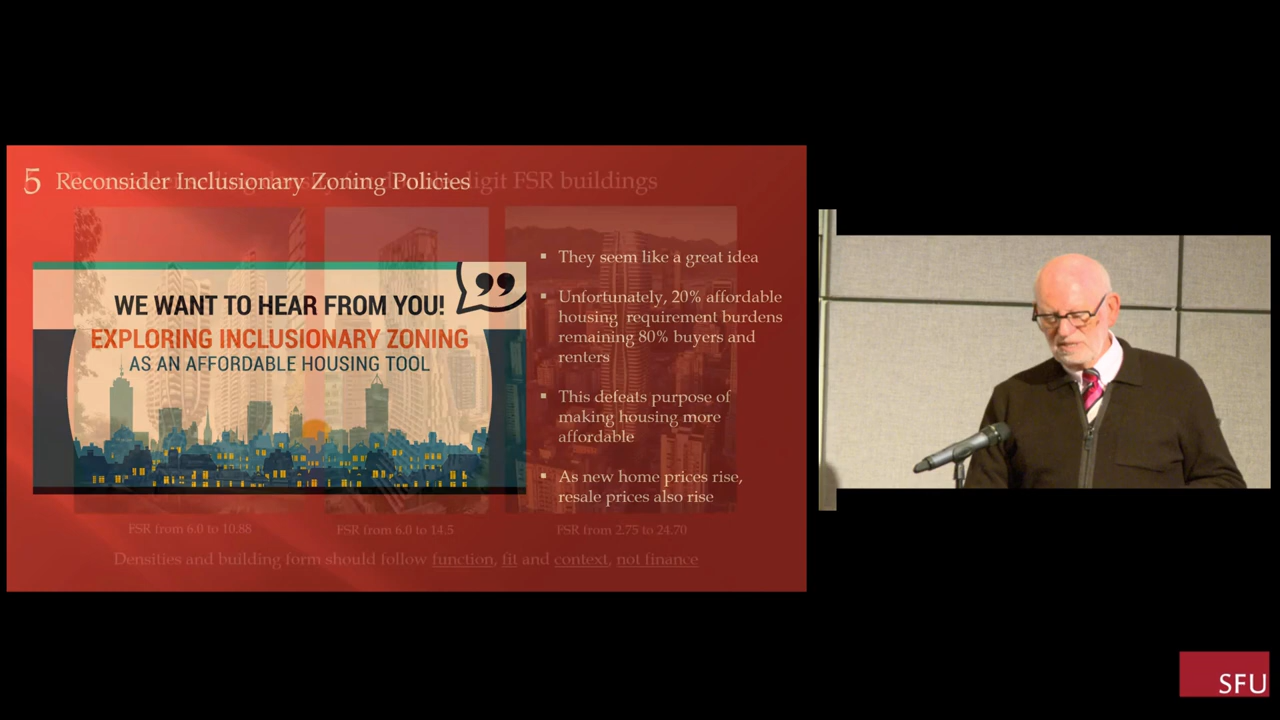 5 Reconsider Inclusionary Zoning Policies
digit FSR buildings
WE WANT TO HEAR FROM YOU!
EXPLORING INCLUSIONARY ZONING
AS AN AFFORDABLE HOUSING TOOL
▪ They seem like a great idea
▪ Unfortunately, 20% affordable
housing requirement burdens
remaining 80% buyers and
renters
▪ This defeats purpose of
making housing more
affordable
▪ As new home prices rise,
resale prices also rise
FSR from 6.0 to 10.88
FSR from 6.0 to 14.5
FSR from 2.75 to 24.70
Densities and building form should follow function, fit and context, not finance
SFU